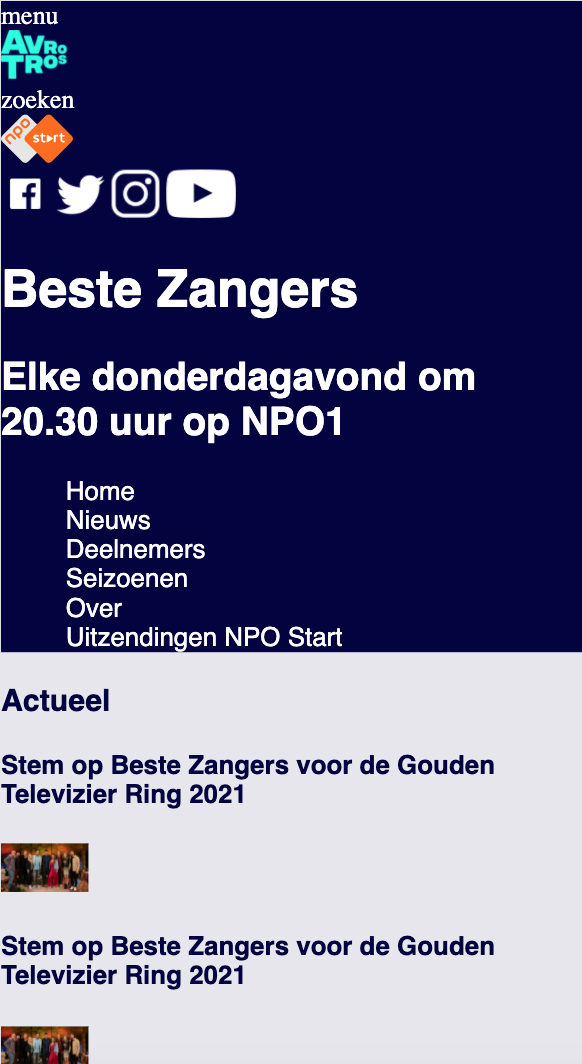 menu
AVRO
TROS
zoeken
npo
start
Beste Zangers
Elke donderdagavond om
20.30 uur op NPO1
Home
Nieuws
Deelnemers
Seizoenen
Over
Uitzendingen NPO Start
Actueel
Stem op Beste Zangers voor de Gouden
Televizier Ring 2021
Stem op Beste Zangers voor de Gouden
Televizier Ring 2021